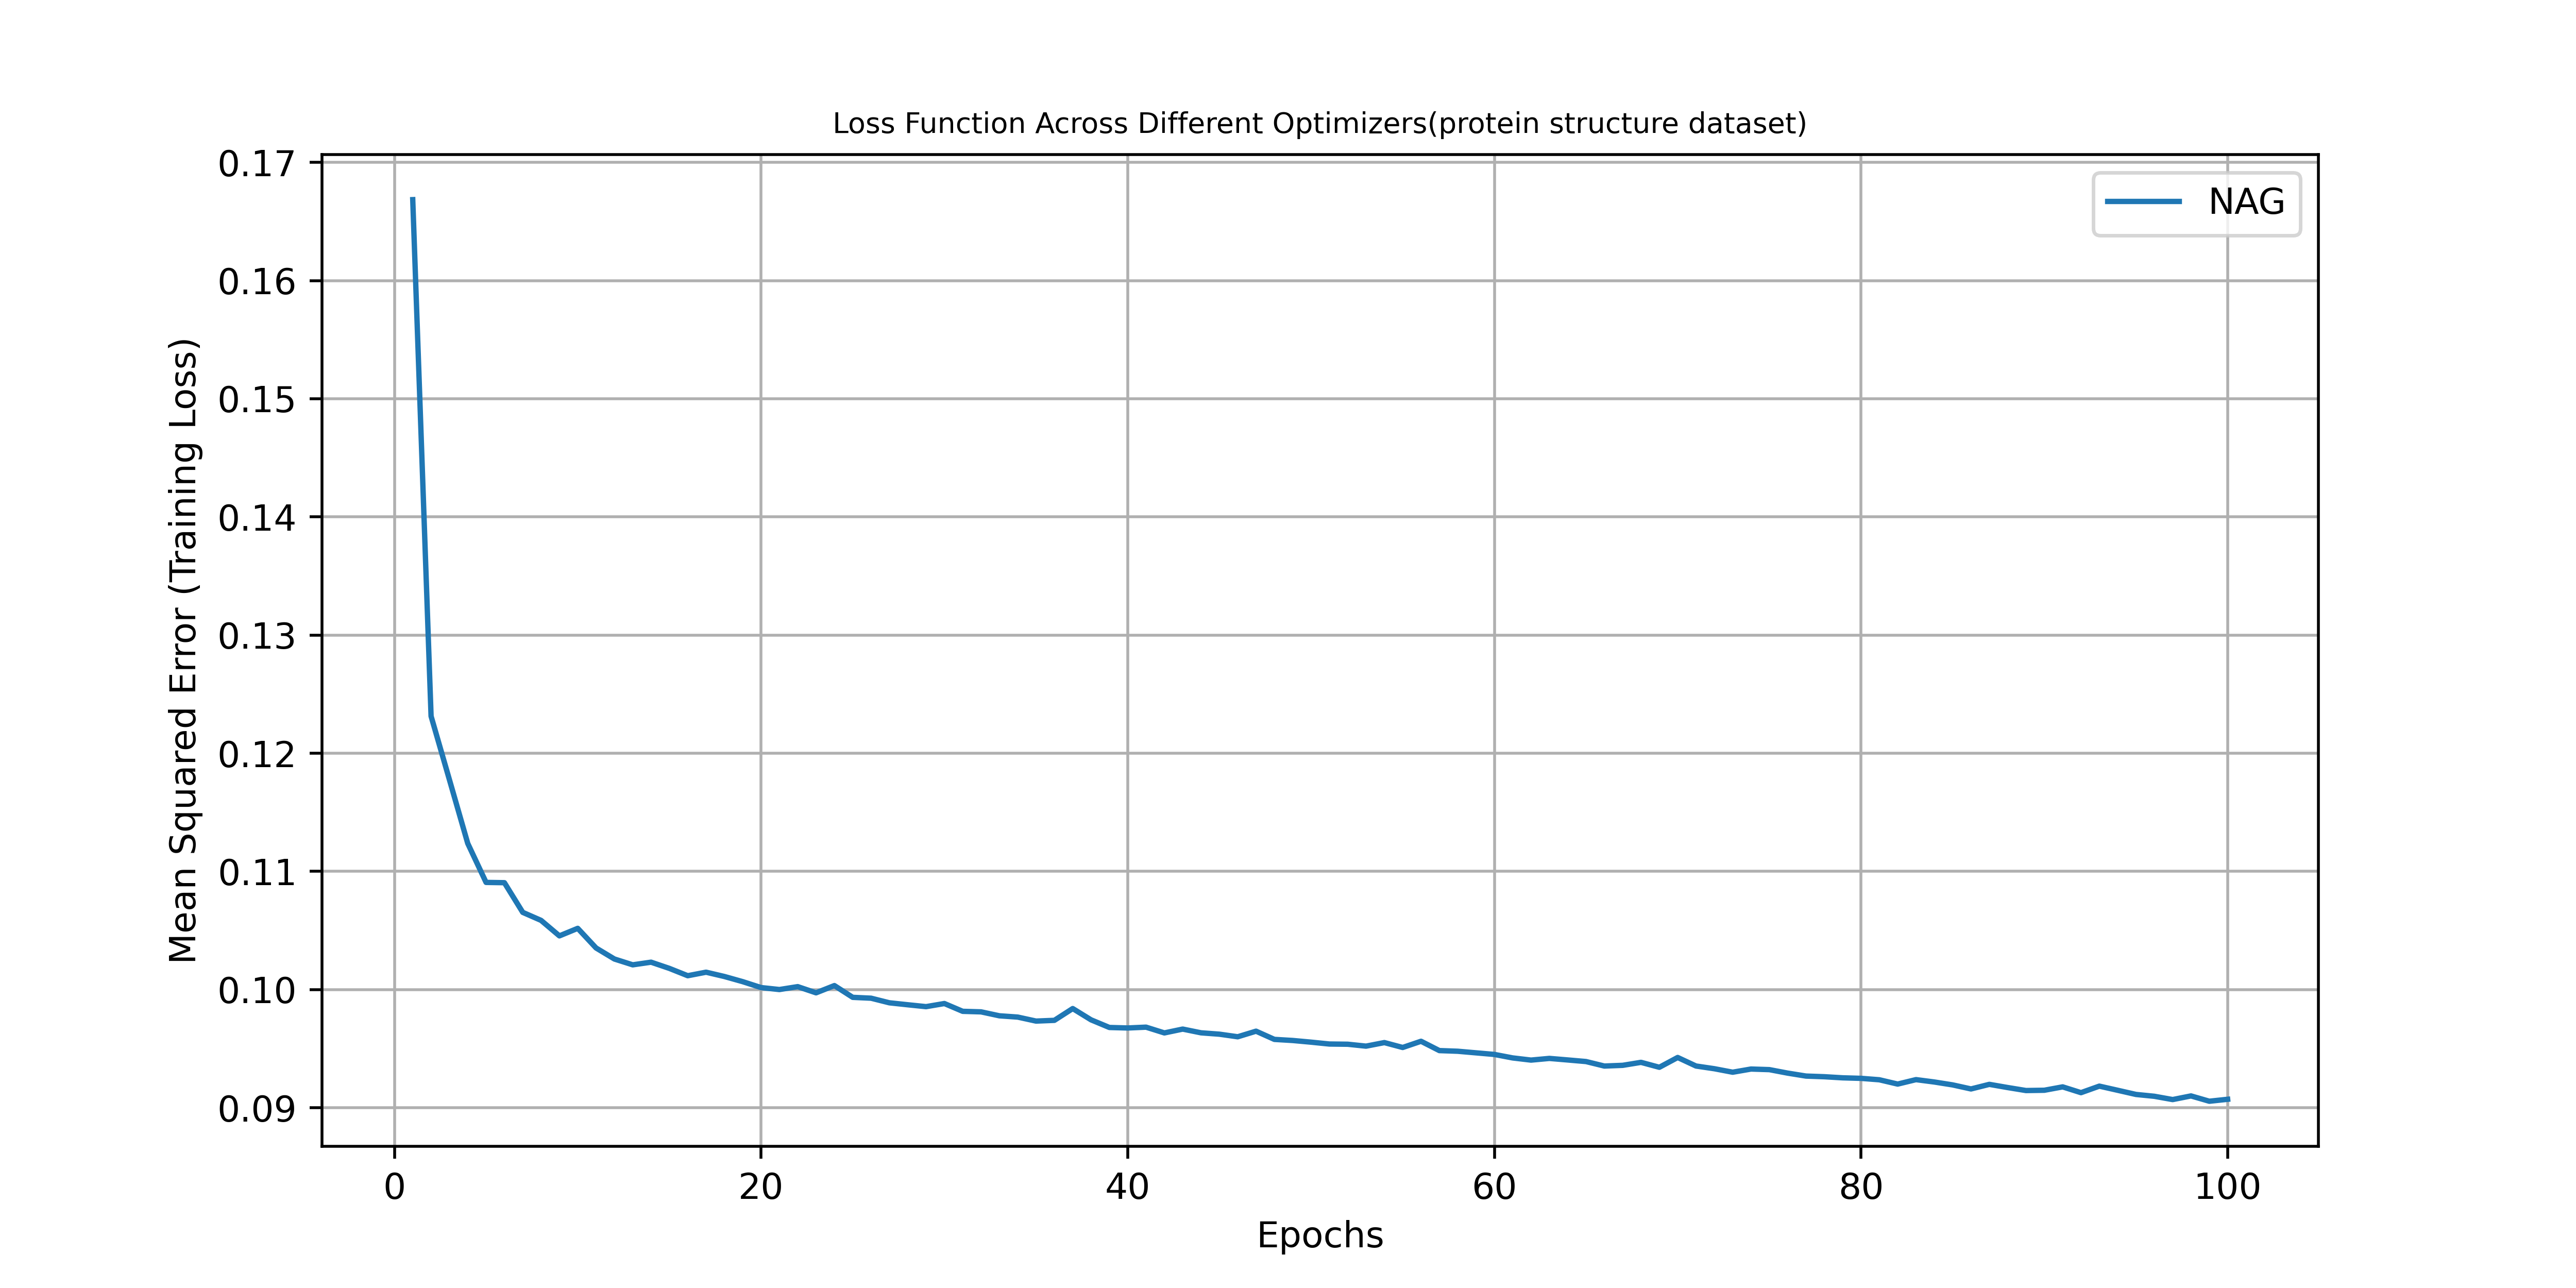 Loss Function Across Different Optimizers(protein structure dataset)
NAG
Mean Squared Error (Training Loss)
0.17
0.16
0.15
0.14
0.13
0.12
0.11
0.10
0.09
0 20 40 60 80 100
Epochs